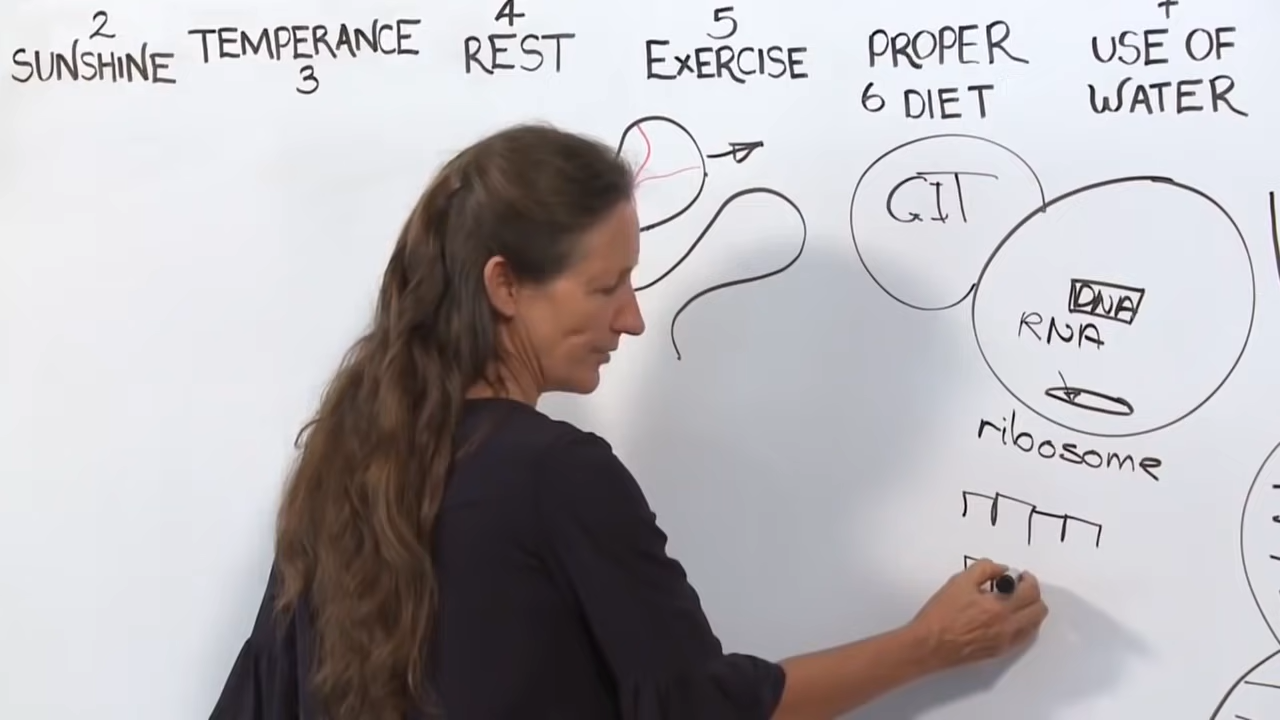 2
SUNSHINE
TEMPERANCE
3
4
REST
5
EXERCISE
PROPER
6 DIET
USE OF
WATER
GIT
DNA
RNA
ribosome